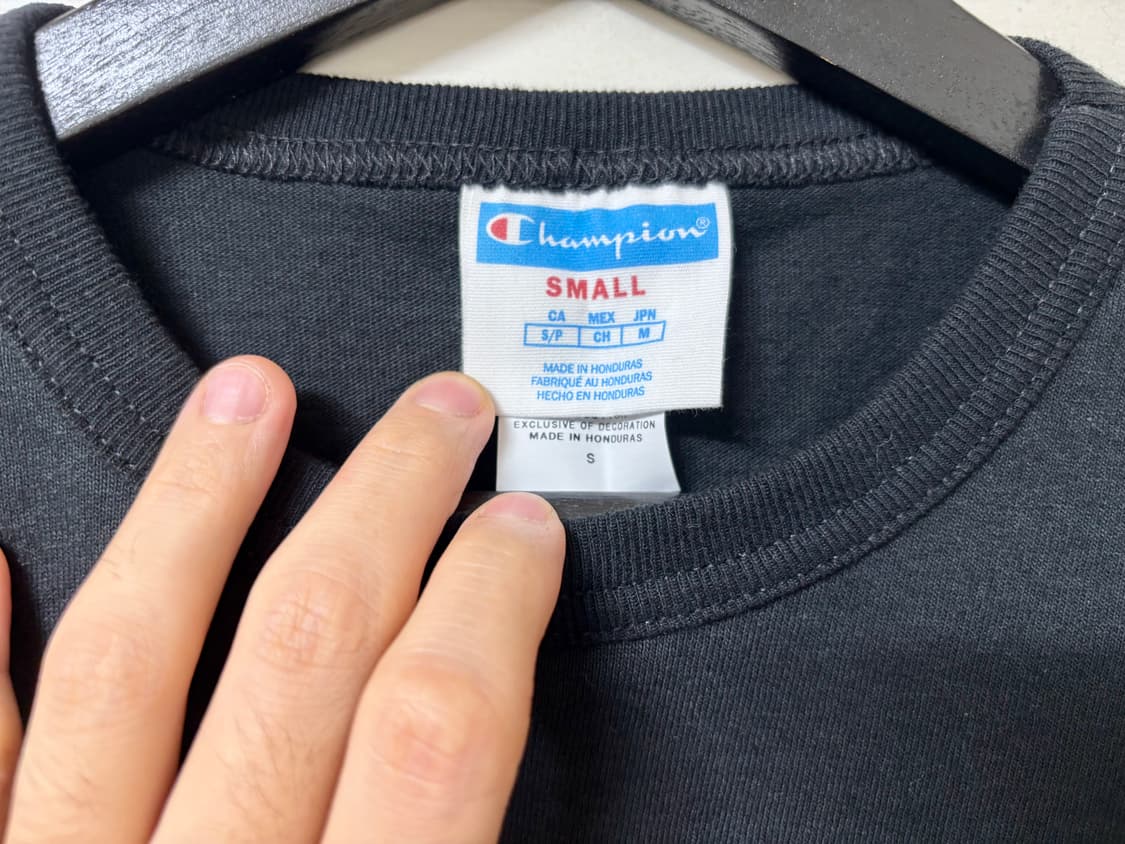 Champion®
SMALL
CA MEX JPN
S/P CH M
MADE IN HONDURAS
FABRIQUÉ AU HONDURAS
HECHO EN HONDURAS
EXCLUSIVE OF DECORATION
MADE IN HONDURAS
S